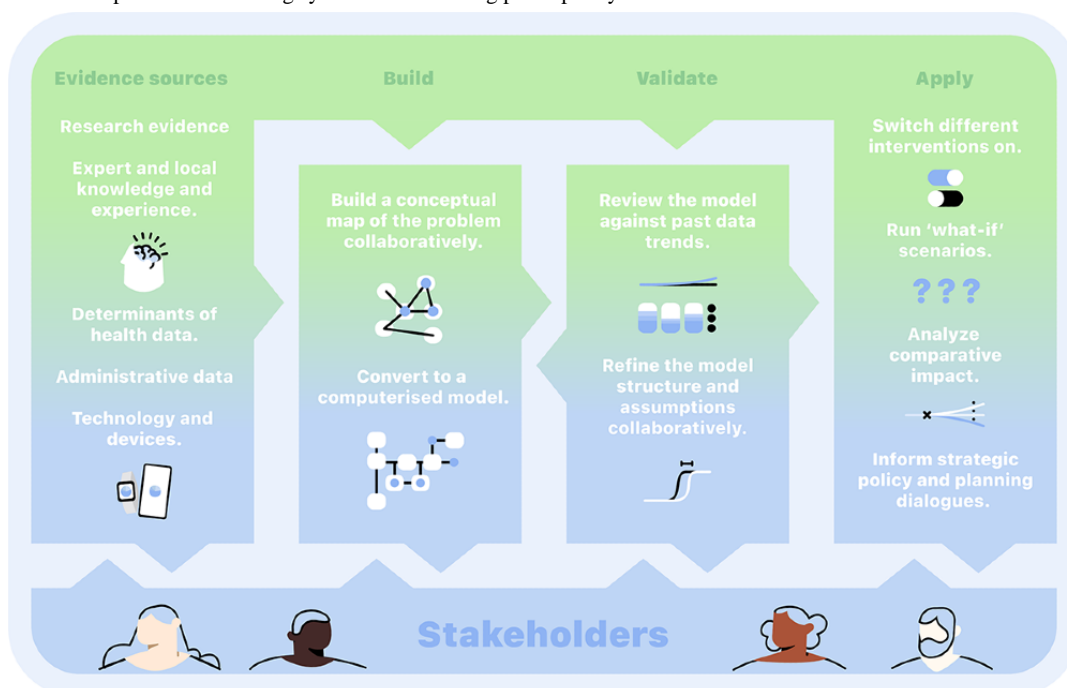 Evidence sources
Research evidence
Expert and local
knowledge and
experience.
Determinants of
health data.
Administrative data
Technology and
devices.
Build
Build a conceptual
map of the problem
collaboratively.
Convert to a
computerised model.
Validate
Review the model
against past data
trends.
Refine the model
structure and
assumptions
collaboratively.
Apply
Switch different
interventions on.
Run ‘what-if’
scenarios.
???
Analyze
comparative
impact.
Inform strategic
policy and planning
dialogues.
Stakeholders